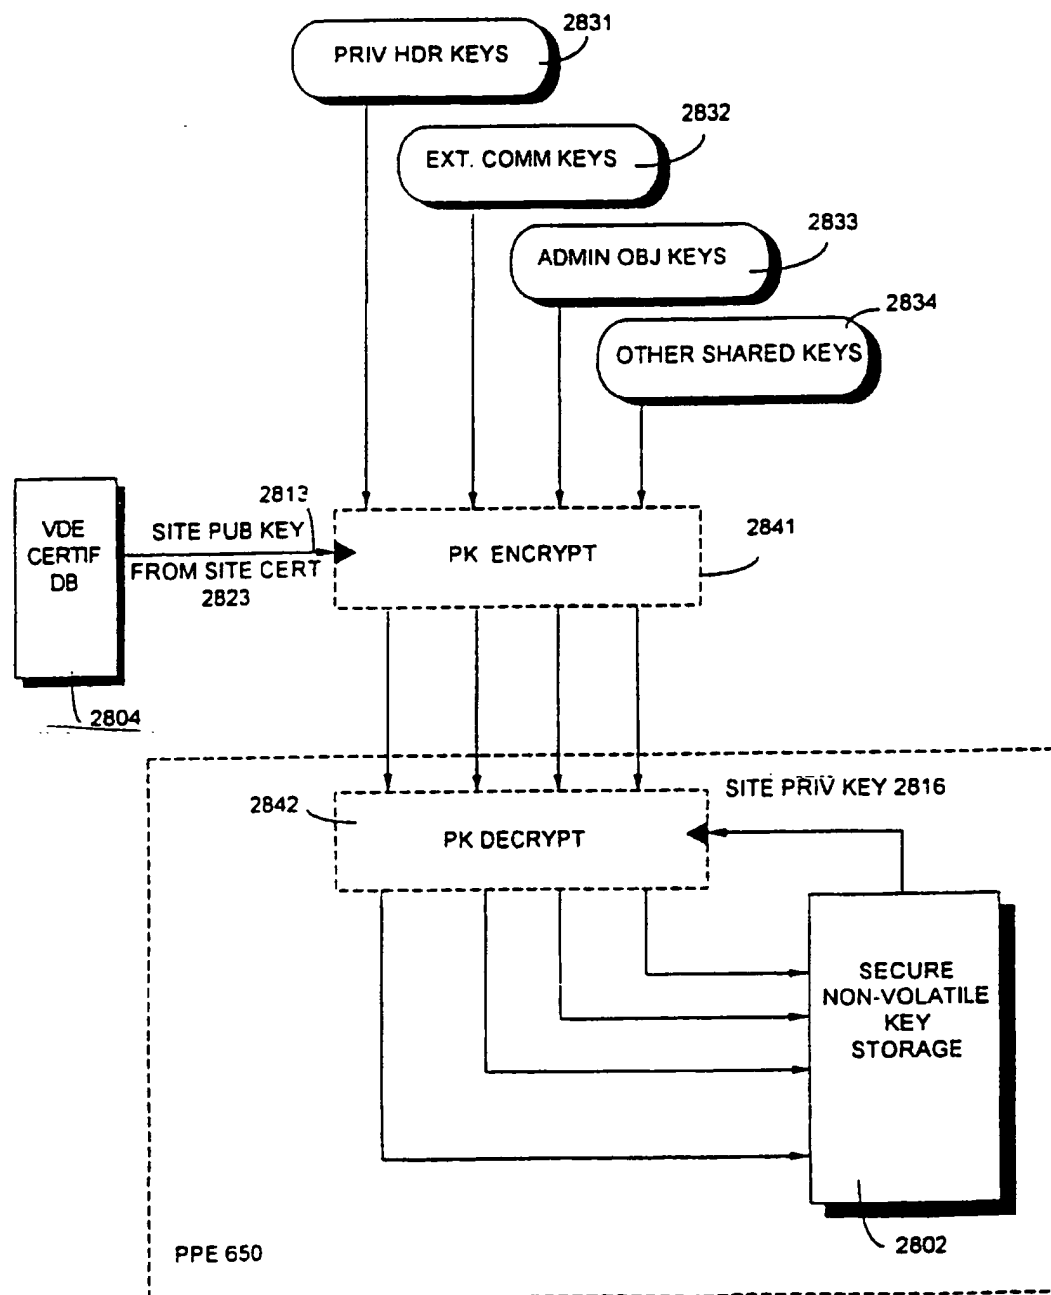 2831
PRIV HDR KEYS
2832
EXT. COMM KEYS
2833
ADMIN OBJ KEYS
2834
OTHER SHARED KEYS
2813
VDE
CERTIF
DB
SITE PUB KEY
FROM SITE CERT
2823
PK ENCRYPT
2841
2804
SITE PRIV KEY 2816
2842
PK DECRYPT
SECURE
NON-VOLATILE
KEY
STORAGE
2802
PPE 650